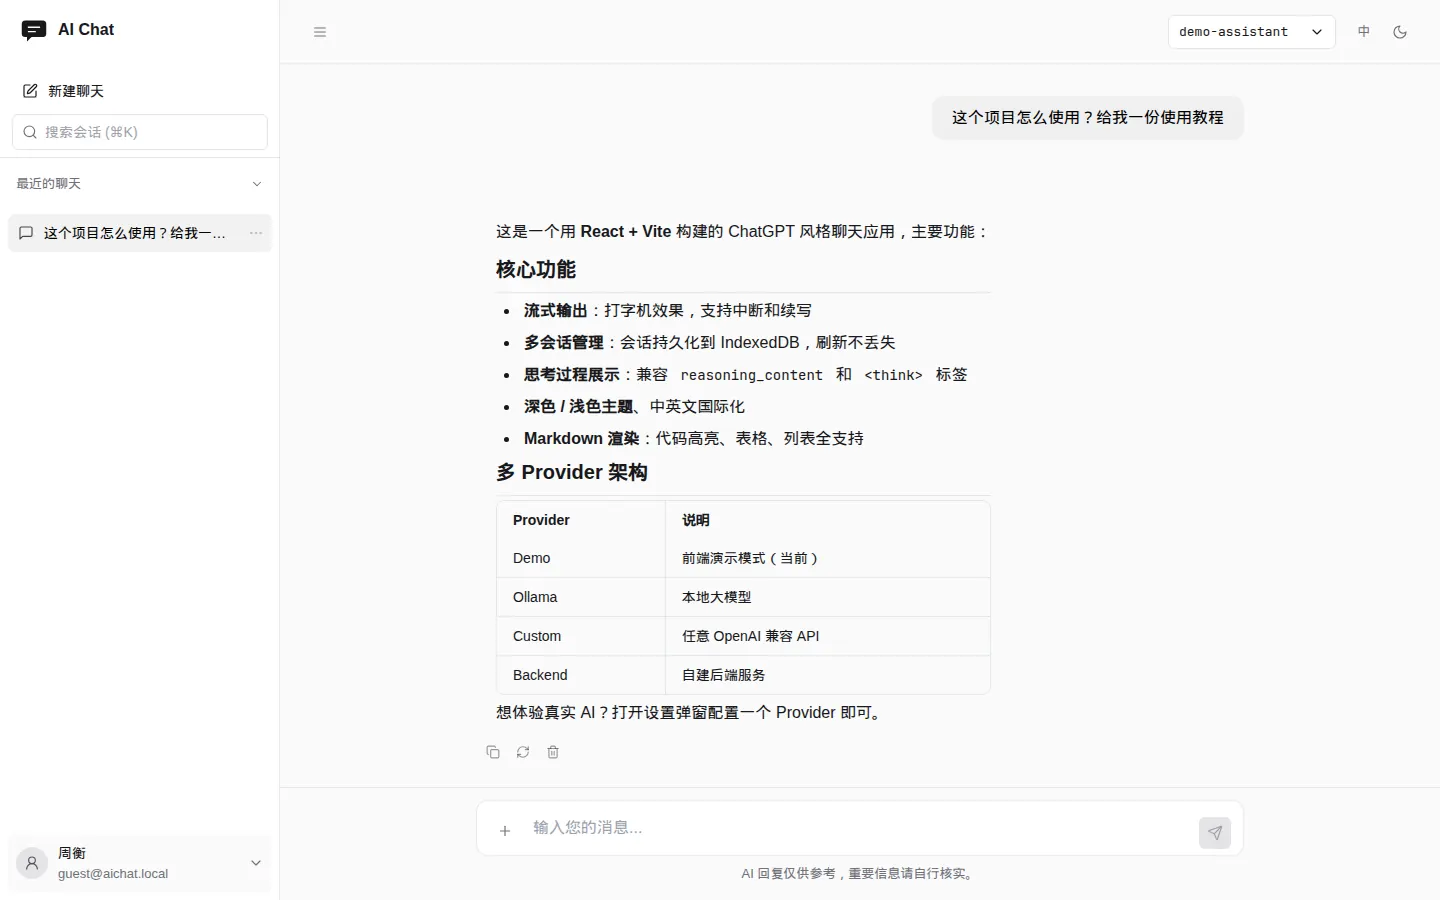 AI Chat
新建聊天
搜索会话 (⌘K)
最近的聊天
这个项目怎么使用？给我一...
周衡
guest@aichat.local
demo-assistant
中
这个项目怎么使用？给我一份使用教程
这是一个用 React + Vite 构建的 ChatGPT 风格聊天应用，主要功能：
核心功能
• 流式输出：打字机效果，支持中断和续写
• 多会话管理：会话持久化到 IndexedDB，刷新不丢失
• 思考过程展示：兼容 reasoning_content 和 <think> 标签
• 深色 / 浅色主题、中英文国际化
• Markdown 渲染：代码高亮、表格、列表全支持
多 Provider 架构
Provider 说明
Demo 前端演示模式（当前）
Ollama 本地大模型
Custom 任意 OpenAI 兼容 API
Backend 自建后端服务
想体验真实 AI？打开设置弹窗配置一个 Provider 即可。
输入您的消息...
AI 回复仅供参考，重要信息请自行核实。